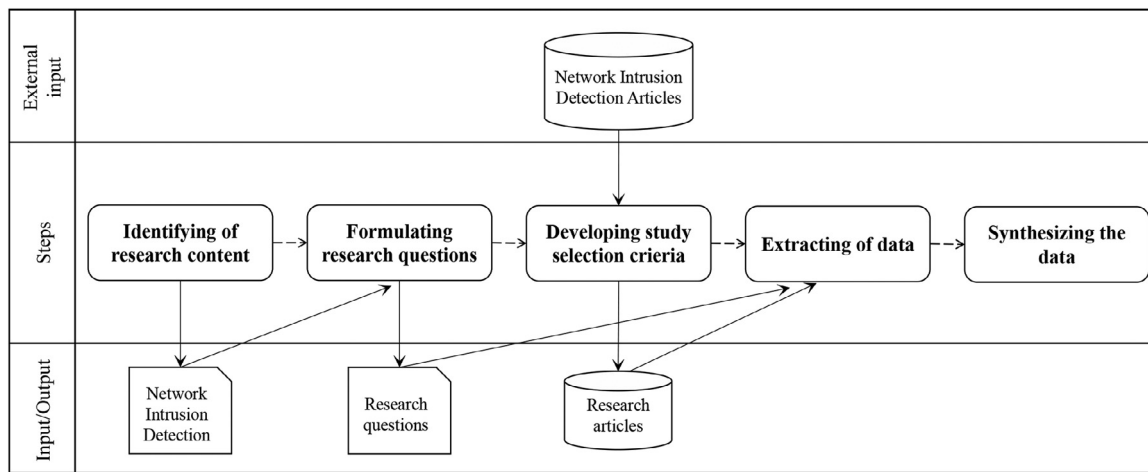 External
input
Network Intrusion
Detection Articles
Steps
Identifying of
research content
Formulating
research questions
Developing study
selection crieria
Extracting of data
Synthesizing the
data
Input/Output
Network
Intrusion
Detection
Research
questions
Research
articles